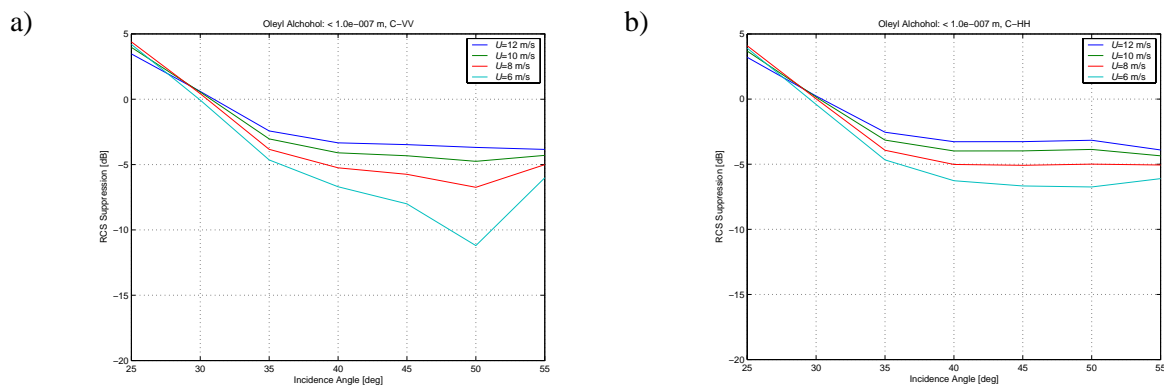 a)
Oleyl Alchohol: < 1.0e−007 m, C−VV
5
0
−5
−10
−15
−20
RCS Suppression [dB]
U=12 m/s
U=10 m/s
U=8 m/s
U=6 m/s
25 30 35 40 45 50 55
Incidence Angle [deg]
b)
Oleyl Alchohol: < 1.0e−007 m, C−HH
5
0
−5
−10
−15
−20
RCS Suppression [dB]
U=12 m/s
U=10 m/s
U=8 m/s
U=6 m/s
25 30 35 40 45 50 55
Incidence Angle [deg]